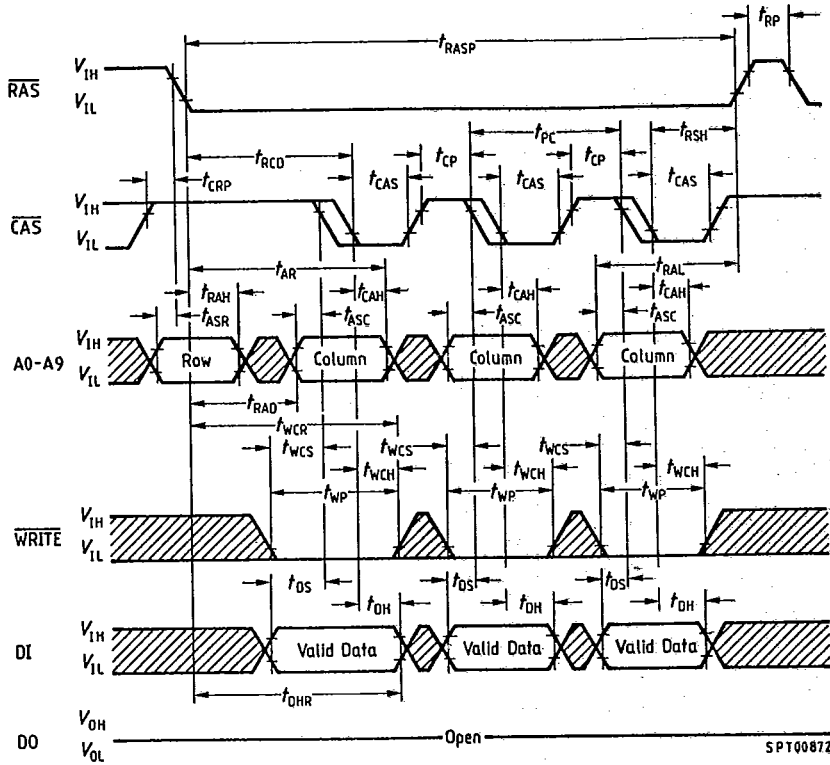 tRP
tRASP
VIH
RAS
VIL
tPC
tRSH
tRCD
tCP
tCP
tCRP
tCAS
tCAS
tCAS
VIH
CAS
VIL
tAR
tRAL
tRAH
tCAH
tCAH
tCAH
tASR
tASC
tASC
tASC
VIH
A0-A9
Row
Column
Column
Column
VIL
tRAD
tWCR
tWCS
tWCS
tWCS
tWCH
tWCH
tWCH
tWP
tWP
tWP
VIH
WRITE
VIL
tDS
tDS
tDS
tDH
tDH
tDH
VIH
DI
Valid Data
Valid Data
Valid Data
VIL
tDHR
VOH
DO
Open
VOL
SPT00872